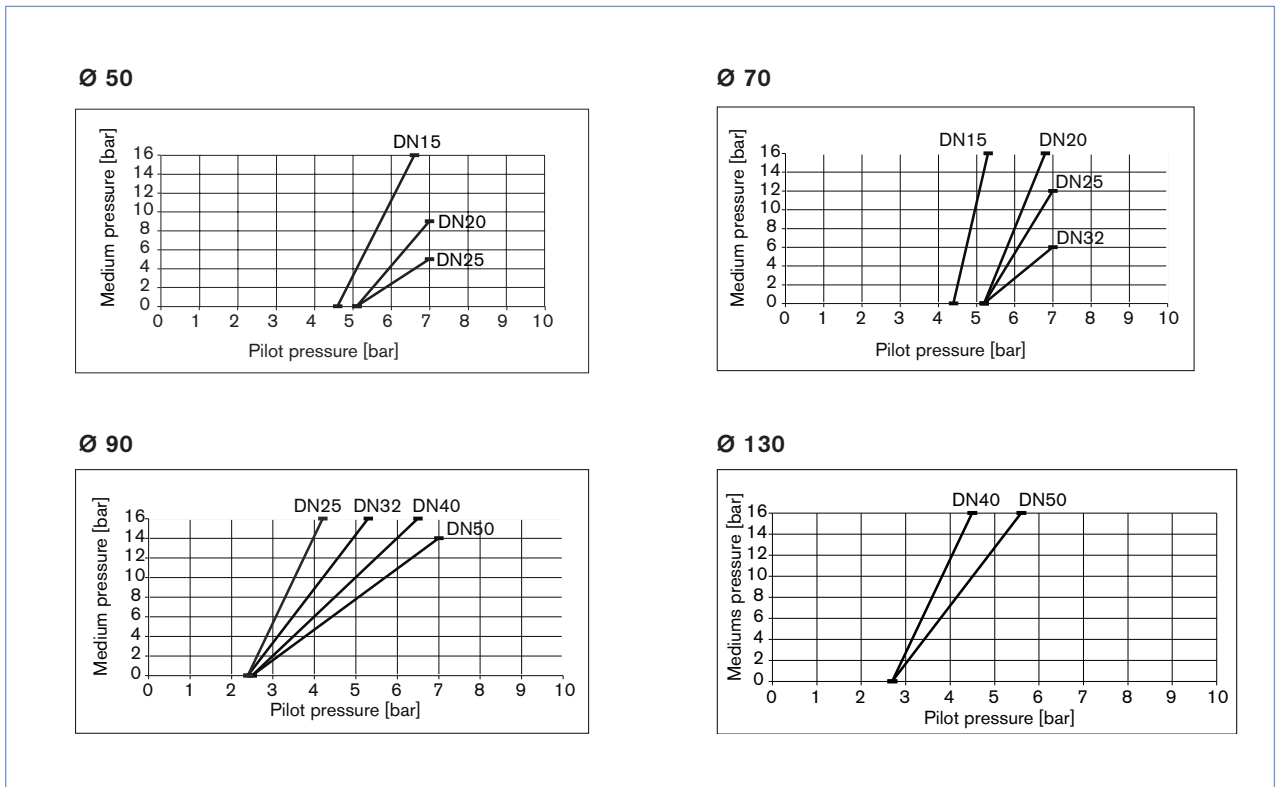 Ø 50
Medium pressure [bar]
16
14
12
10
8
6
4
2
0
DN15
DN20
DN25
0 1 2 3 4 5 6 7 8 9 10
Pilot pressure [bar]
Ø 70
Medium pressure [bar]
16
14
12
10
8
6
4
2
0
DN15 DN20
DN25
DN32
0 1 2 3 4 5 6 7 8 9 10
Pilot pressure [bar]
Ø 90
Medium pressure [bar]
16
14
12
10
8
6
4
2
0
DN25 DN32 DN40
DN50
0 1 2 3 4 5 6 7 8 9 10
Pilot pressure [bar]
Ø 130
Mediums pressure [bar]
16
14
12
10
8
6
4
2
0
DN40 DN50
0 1 2 3 4 5 6 7 8 9 10
Pilot pressure [bar]